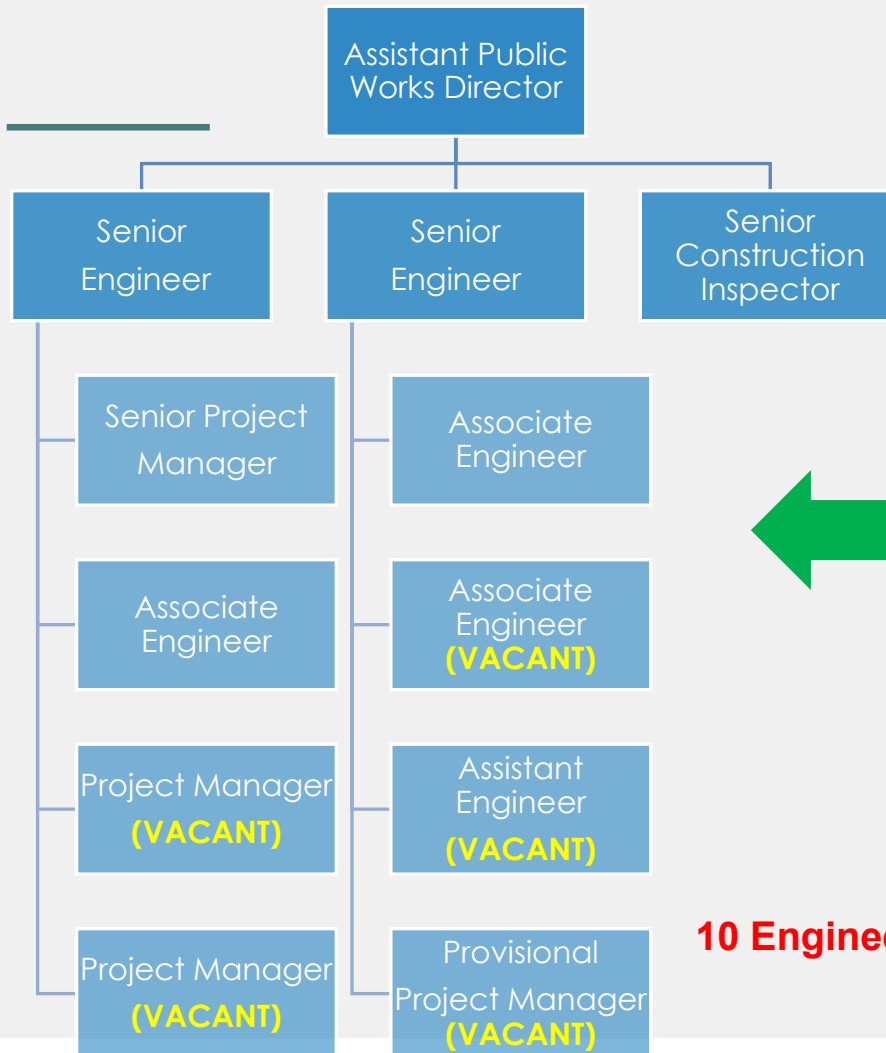 Assistant Public
Works Director
Senior
Engineer
Senior
Engineer
Senior
Construction
Inspector
Senior Project
Manager
Associate
Engineer
Project Manager
(VACANT)
Project Manager
(VACANT)
Associate
Engineer
Associate
Engineer
(VACANT)
Assistant
Engineer
(VACANT)
Provisional
Project Manager
(VACANT)
10